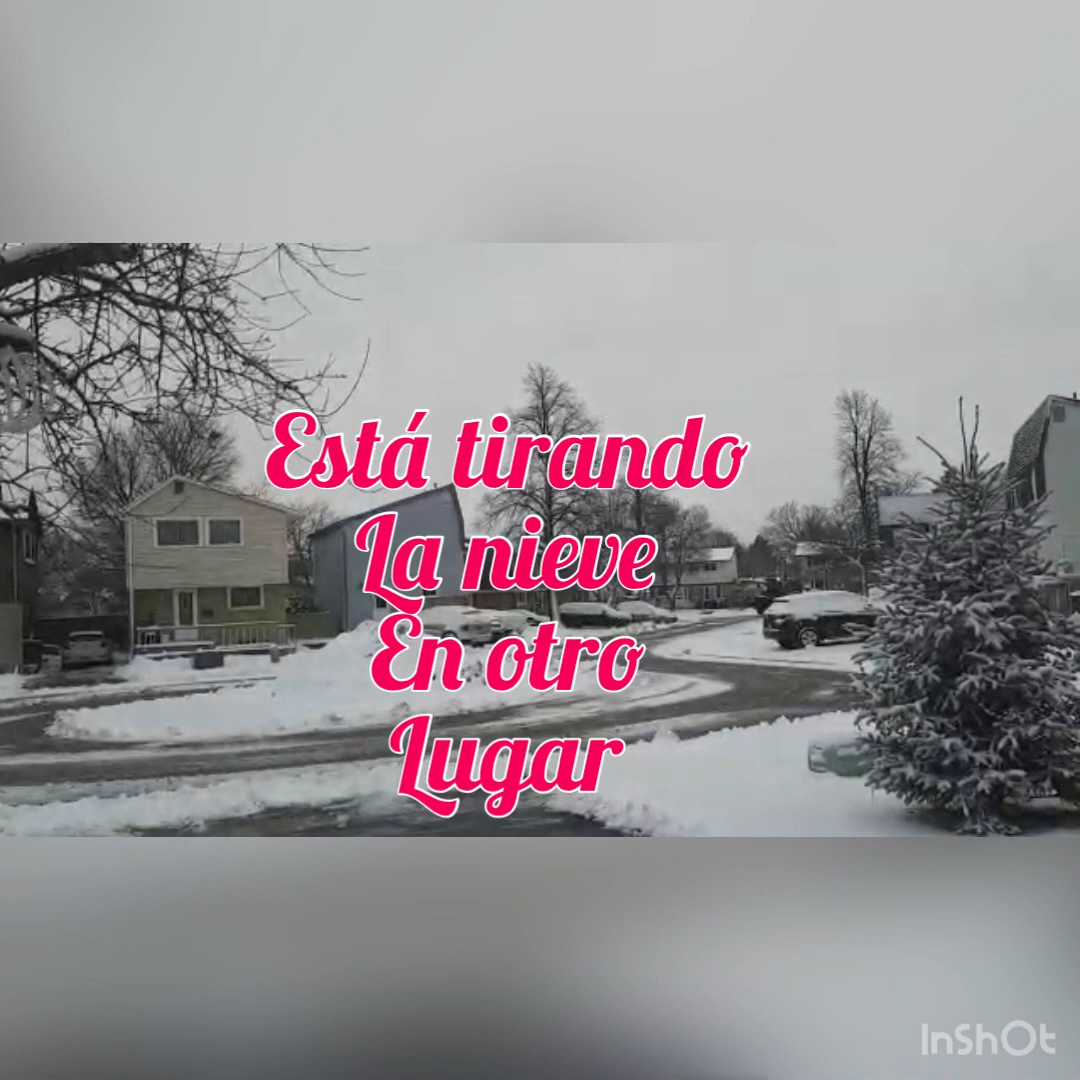 Está tirando
La nieve
En otro
Lugar
InShOt